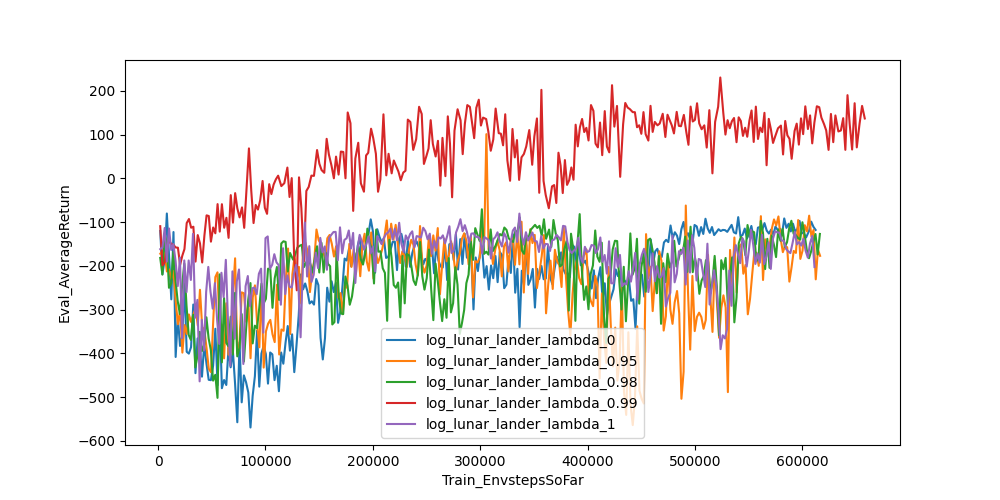 200
100
0
−100
−200
−300
−400
−500
−600
Eval_AverageReturn
log_lunar_lander_lambda_0
log_lunar_lander_lambda_0.95
log_lunar_lander_lambda_0.98
log_lunar_lander_lambda_0.99
log_lunar_lander_lambda_1
0 100000 200000 300000 400000 500000 600000
Train_EnvstepsSoFar